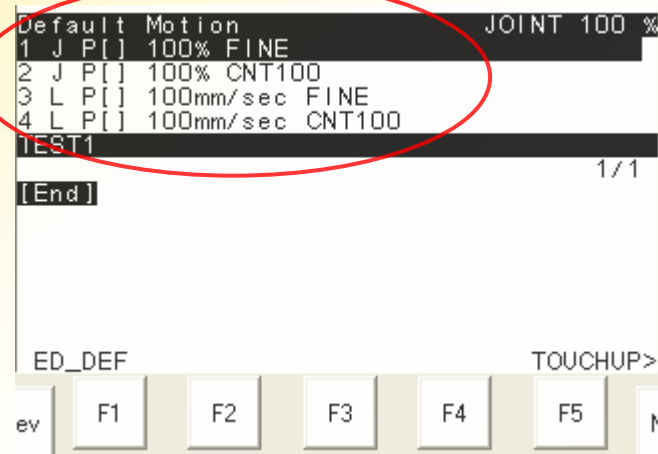 Default Motion JOINT 100 %
1 J P[] 100% FINE
2 J P[] 100% CNT100
3 L P[] 100mm/sec FINE
4 L P[] 100mm/sec CNT100
TEST1
1/1
[End]
ED_DEF TOUCHUP>
ev F1 F2 F3 F4 F5 N